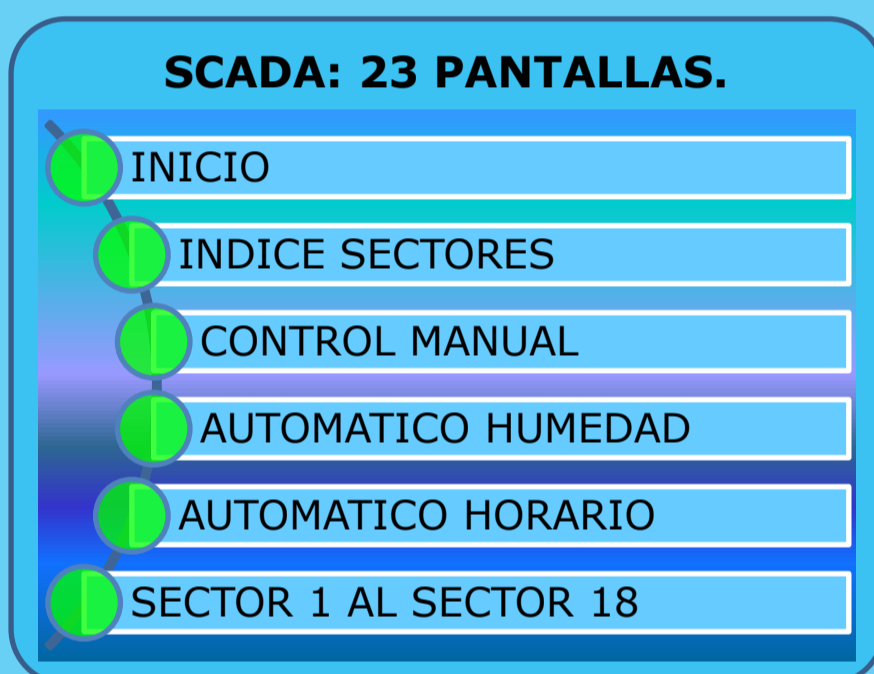 SCADA: 23 PANTALLAS.
INICIO
INDICE SECTORES
CONTROL MANUAL
AUTOMATICO HUMEDAD
AUTOMATICO HORARIO
SECTOR 1 AL SECTOR 18